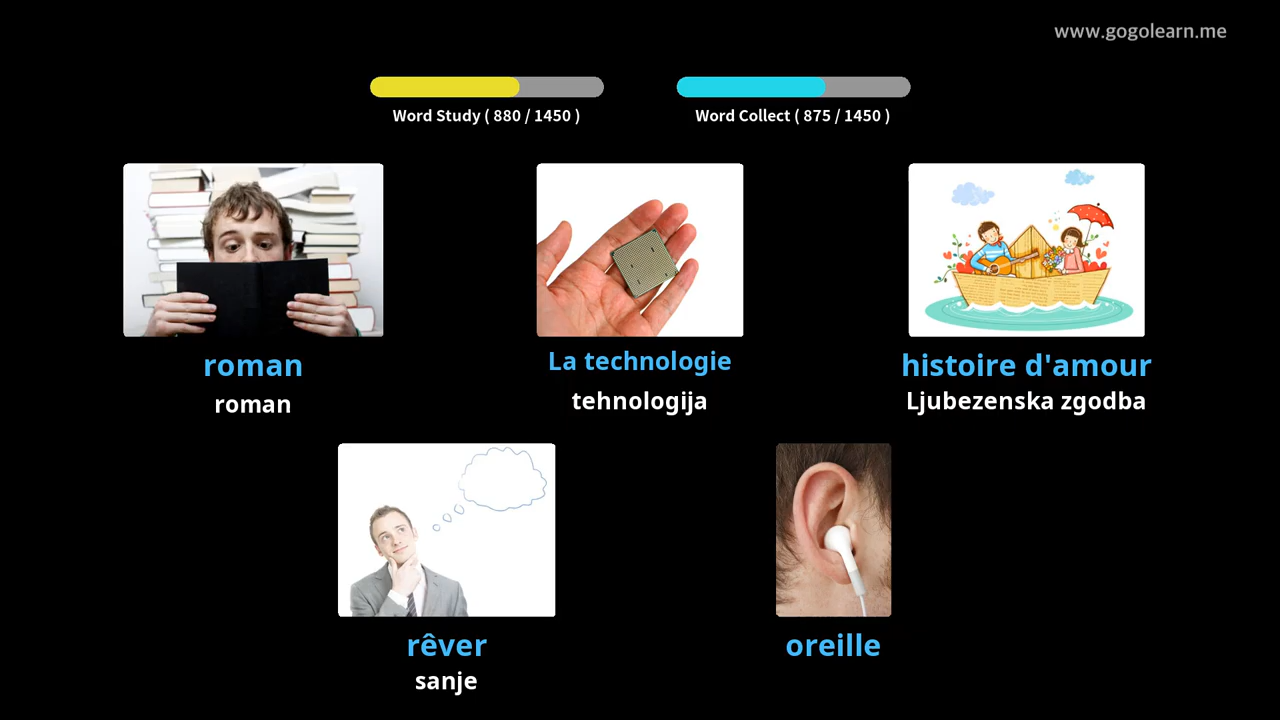 www.gogolearn.me
Word Study ( 880 / 1450 )
Word Collect ( 875 / 1450 )
roman
roman
La technologie
tehnologija
histoire d'amour
Ljubezenska zgodba
rêver
sanje
oreille